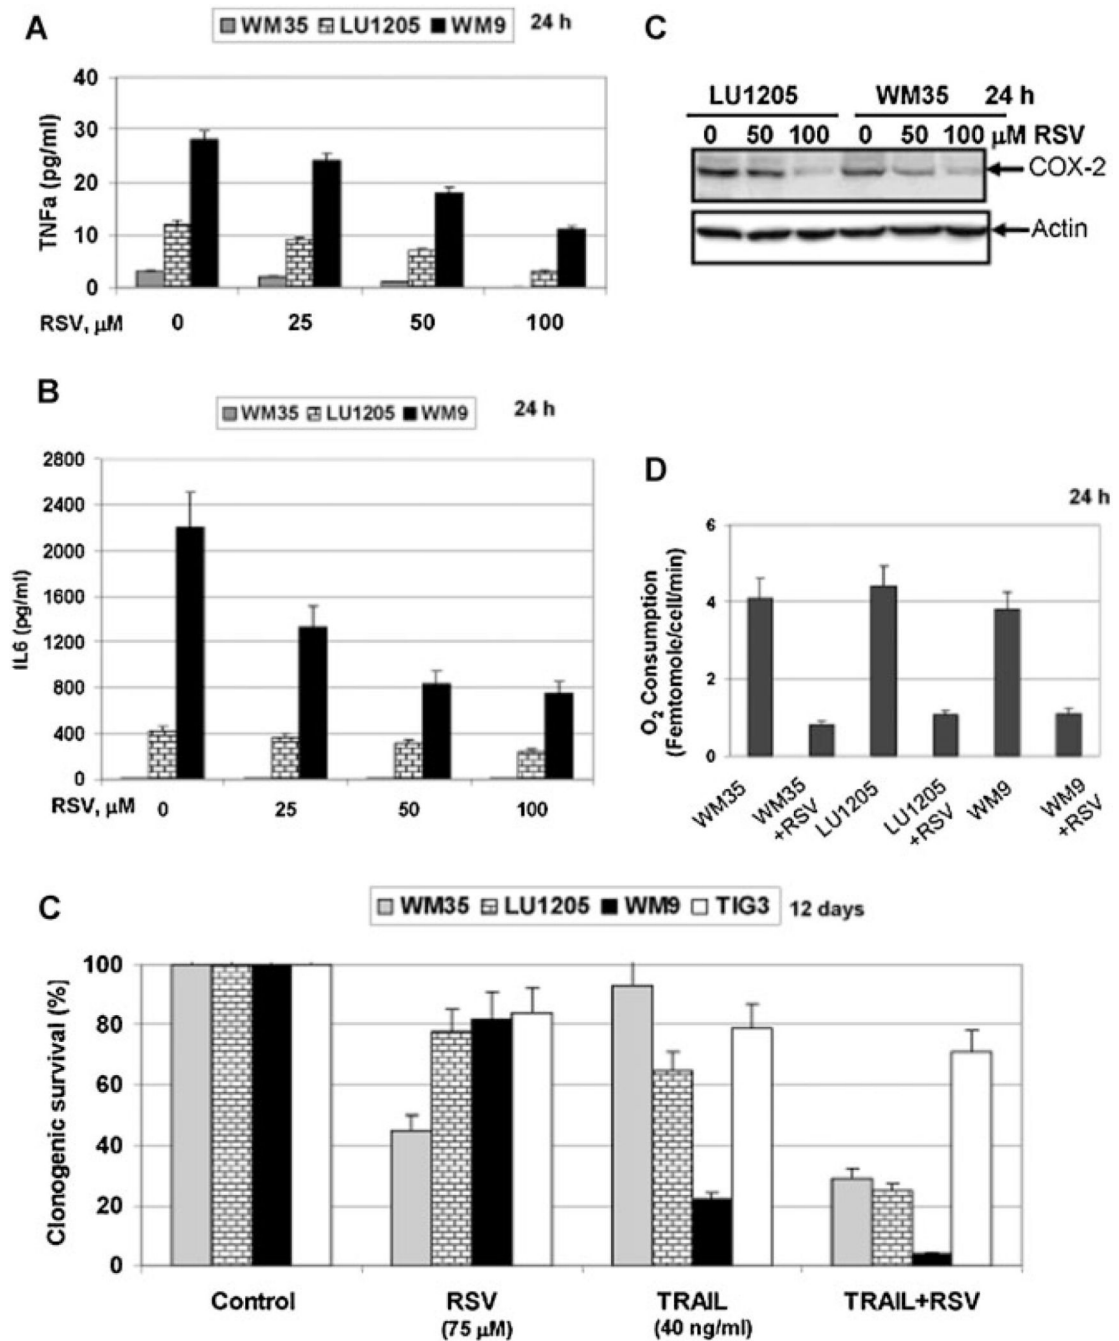 A
WM35 LU1205 WM9 24 h
TNFa (pg/ml)
40
30
20
10
0
RSV, μM 0 25 50 100
B
WM35 LU1205 WM9 24 h
IL6 (pg/ml)
2800
2400
2000
1600
1200
800
400
0
RSV, μM 0 25 50 100
C
LU1205 WM35 24 h
0 50 100 0 50 100 μM RSV
COX-2
Actin
D
24 h
O2 Consumption
(Femtomole/cell/min)
6
4
2
0
WM35
WM35
+RSV
LU1205
LU1205
+RSV
WM9
WM9
+RSV
C
WM35 LU1205 WM9 TIG3 12 days
Clonogenic survival (%)
100
80
60
40
20
0
Control RSV TRAIL TRAIL+RSV
(75 μM) (40 ng/ml)